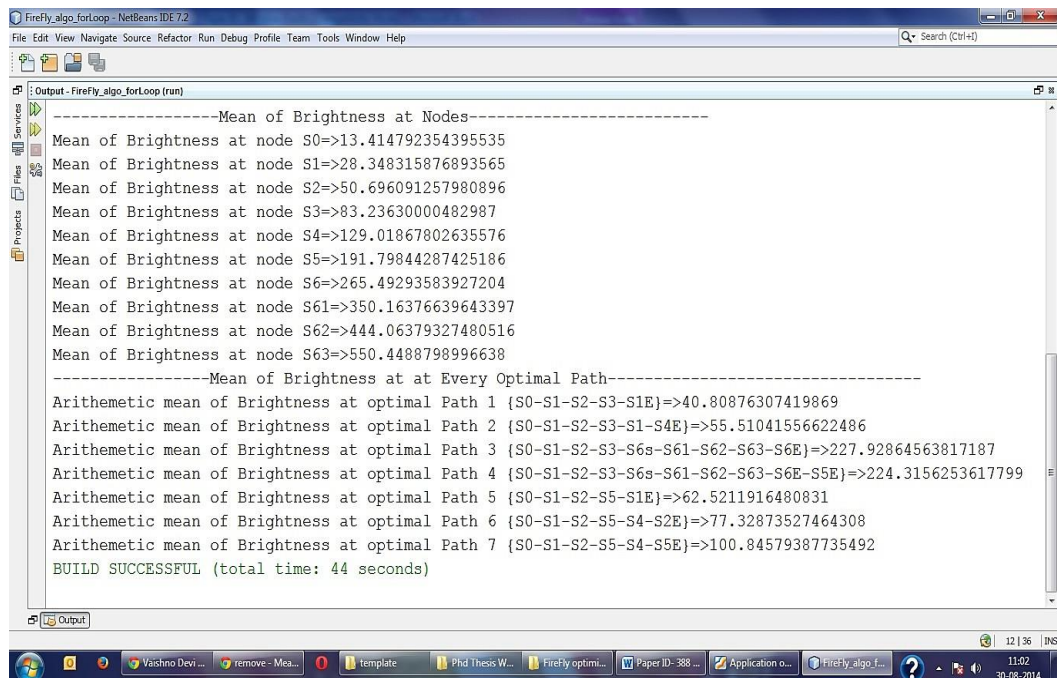 FireFly_algo_forLoop - NetBeans IDE 7.2
File Edit View Navigate Source Refactor Run Debug Profile Team Tools Window Help
Search (Ctrl+I)
Output - FireFly_algo_forLoop (run)
Services
Files
Projects
------------------Mean of Brightness at Nodes--------------------------
Mean of Brightness at node S0=>13.414792354395535
Mean of Brightness at node S1=>28.348315876893565
Mean of Brightness at node S2=>50.696091257980896
Mean of Brightness at node S3=>83.23630000482987
Mean of Brightness at node S4=>129.01867802635576
Mean of Brightness at node S5=>191.79844287425186
Mean of Brightness at node S6=>265.49293583927204
Mean of Brightness at node S61=>350.16376639643397
Mean of Brightness at node S62=>444.06379327480516
Mean of Brightness at node S63=>550.4488798996638
-----------------Mean of Brightness at at Every Optimal Path----------------------------------
Arithemetic mean of Brightness at optimal Path 1 {S0-S1-S2-S3-S1E}=>40.80876307419869
Arithemetic mean of Brightness at optimal Path 2 {S0-S1-S2-S3-S1-S4E}=>55.51041556622486
Arithemetic mean of Brightness at optimal Path 3 {S0-S1-S2-S3-S6s-S61-S62-S63-S6E}=>227.92864563817187
Arithemetic mean of Brightness at optimal Path 4 {S0-S1-S2-S3-S6s-S61-S62-S63-S6E-S5E}=>224.3156253617799
Arithemetic mean of Brightness at optimal Path 5 {S0-S1-S2-S5-S1E}=>62.5211916480831
Arithemetic mean of Brightness at optimal Path 6 {S0-S1-S2-S5-S4-S2E}=>77.32873527464308
Arithemetic mean of Brightness at optimal Path 7 {S0-S1-S2-S5-S4-S5E}=>100.84579387735492
BUILD SUCCESSFUL (total time: 44 seconds)
Output
12 | 36 INS
Vaishno Devi ... remove - Mea... template Phd Thesis W... FireFly optimi... Paper ID- 388 ... Application o... FireFly_algo_f... 11:02
30-08-2014